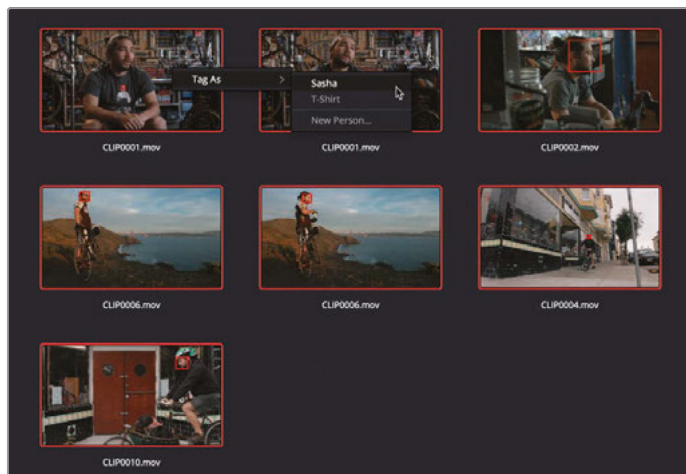 Tag As
Sasha
T-Shirt
New Person...
CLIP0001.mov
CLIP0001.mov
CLIP0002.mov
CLIP0006.mov
CLIP0006.mov
CLIP0004.mov
CLIP0010.mov